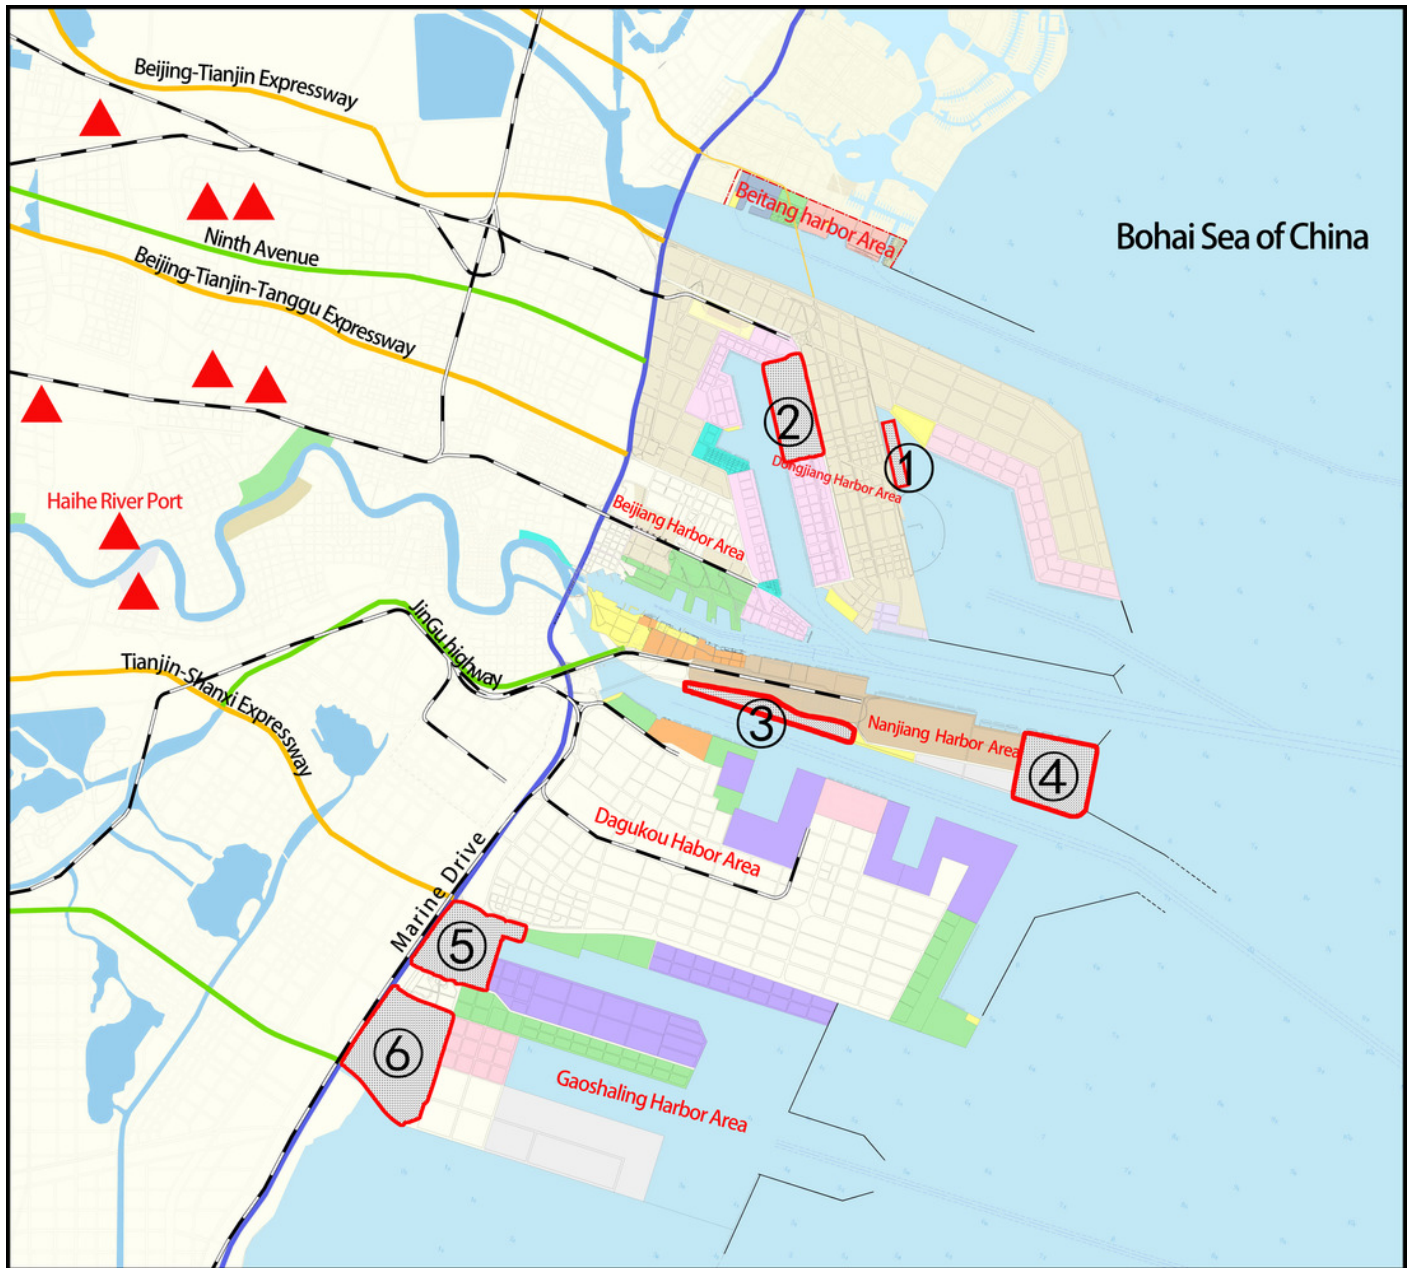 Beijing-Tianjin Expressway
Beitang harbor Area
Bohai Sea of China
Ninth Avenue
Beijing-Tianjin-Tanggu Expressway
②
①
Dongjiang Harbor Area
Haihe River Port
Beijiang Harbor Area
JinGu highway
Tianjin-Shanxi Expressway
③
Nanjiang Harbor Area
④
Dagukou Habor Area
Marine Drive
⑤
⑥
Gaoshaling Harbor Area